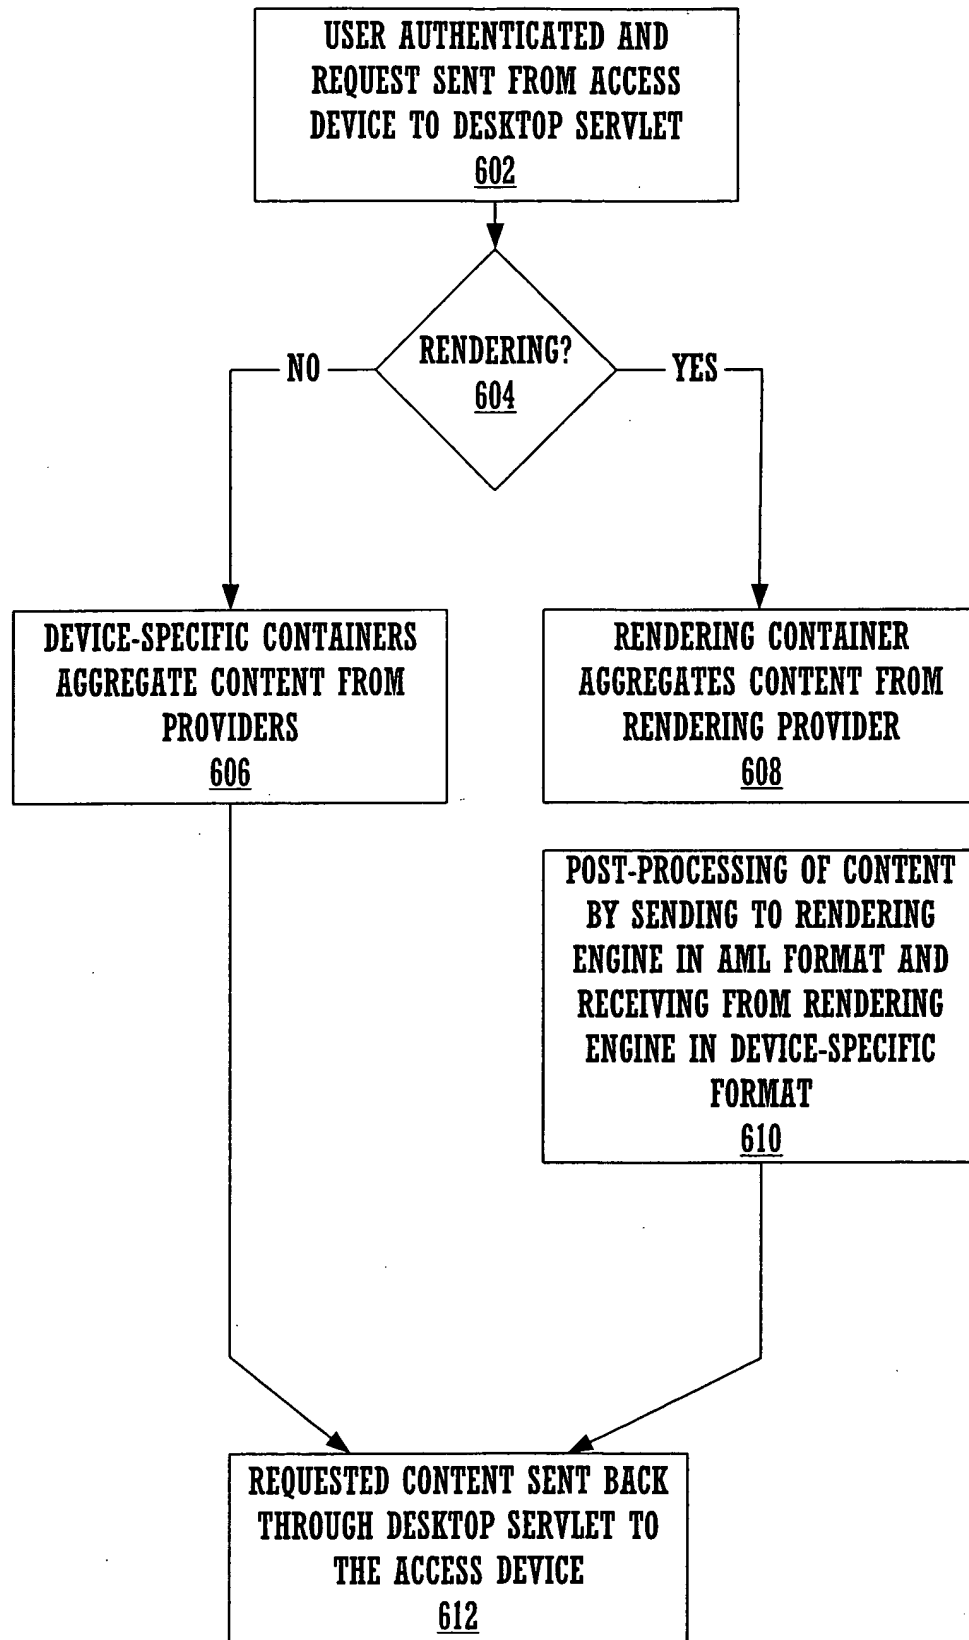 USER AUTHENTICATED AND
REQUEST SENT FROM ACCESS
DEVICE TO DESKTOP SERVLET
602
RENDERING?
604
NO
YES
DEVICE-SPECIFIC CONTAINERS
AGGREGATE CONTENT FROM
PROVIDERS
606
RENDERING CONTAINER
AGGREGATES CONTENT FROM
RENDERING PROVIDER
608
POST-PROCESSING OF CONTENT
BY SENDING TO RENDERING
ENGINE IN AML FORMAT AND
RECEIVING FROM RENDERING
ENGINE IN DEVICE-SPECIFIC
FORMAT
610
REQUESTED CONTENT SENT BACK
THROUGH DESKTOP SERVLET TO
THE ACCESS DEVICE
612